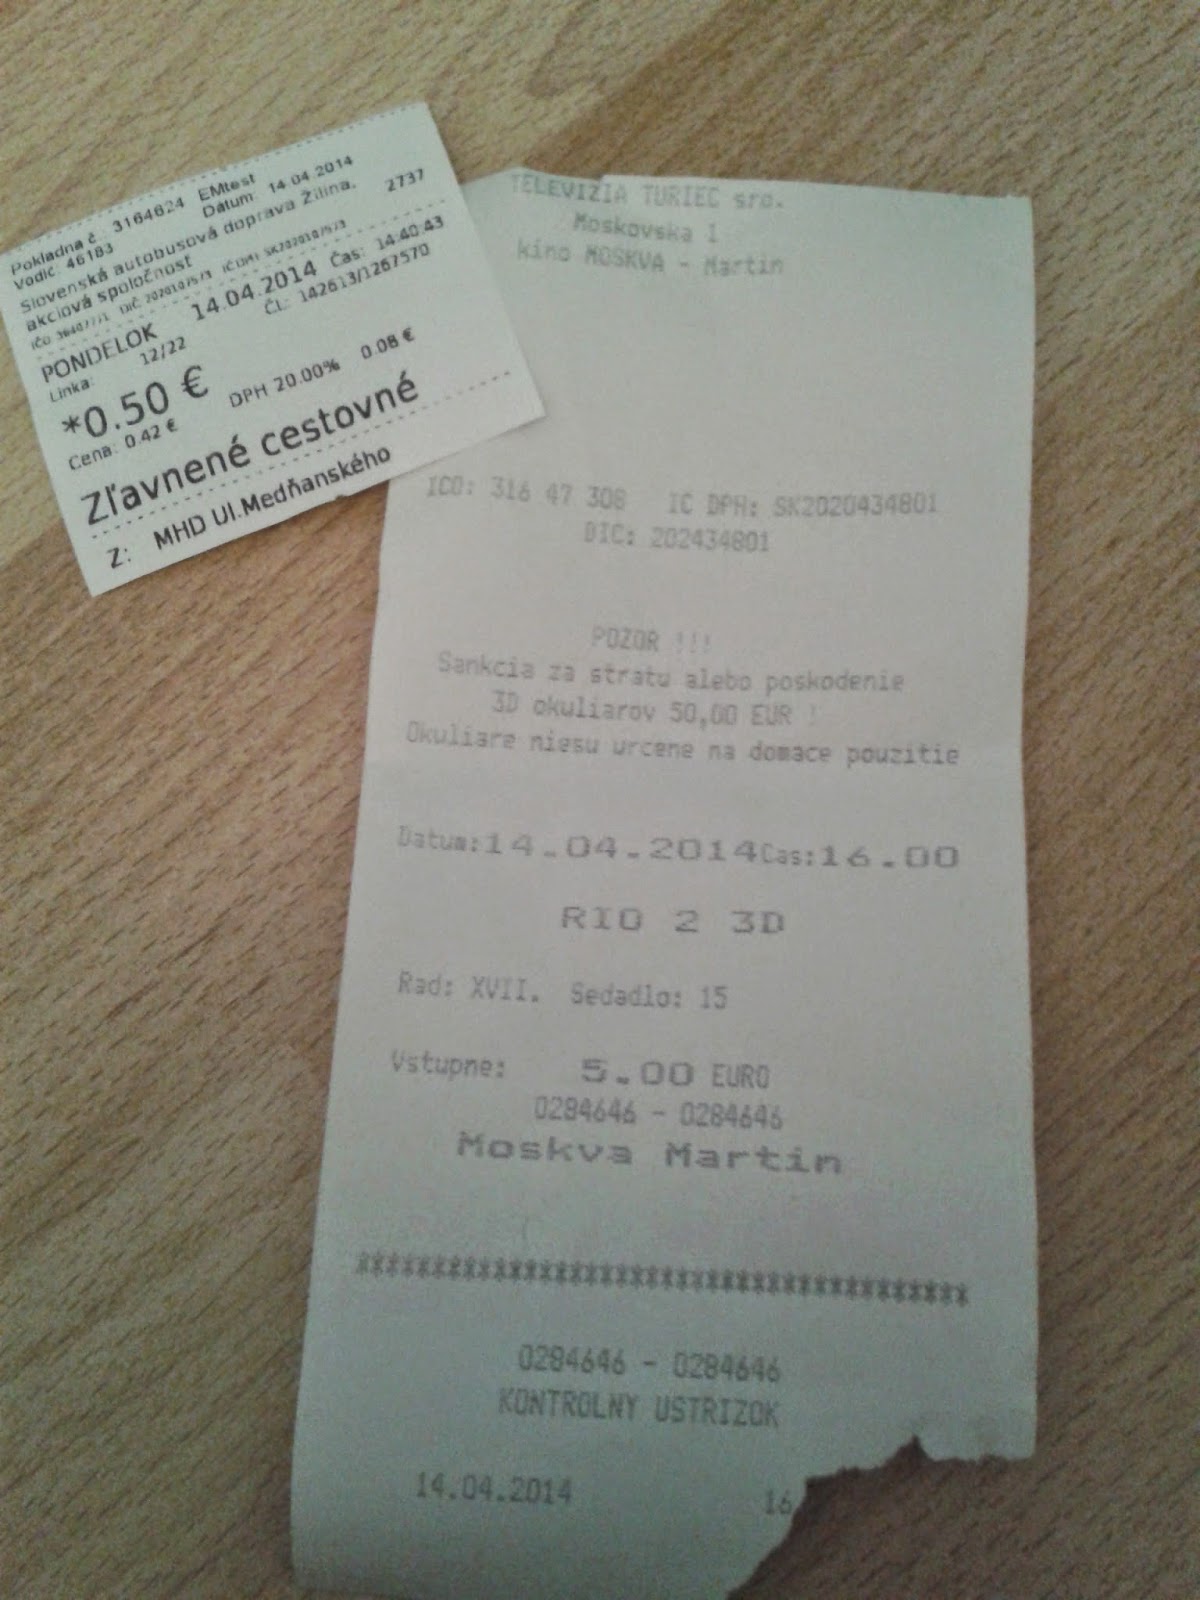 Pokladna č. 3164624 EMtest
Vodič: 46183 Dátum: 14.04.2014
Slovenská autobusová doprava Žilina, 2737
akciová spoločnosť
PONDELOK 14.04.2014 Čas: 14:40:43
Linka: 12/22 ČL: 142613/1267570
*0.50 €
Cena: 0.42 € DPH 20.00% 0.08 €
Zľavnené cestovné
Z: MHD Ul.Medňanského
TELEVIZIA TURIEC sro.
Moskovska 1
kino MOSKVA - Martin
ICO: 316 47 308 IC DPH: SK2020434801
DIC: 202434801
POZOR !!!
Sankcia za stratu alebo poskodenie
3D okuliarov 50,00 EUR !
Okuliare niesu urcene na domace pouzitie
Datum:14.04.2014Cas:16.00
RIO 2 3D
Rad: XVII. Sedadlo: 15
Vstupne: 5.00 EURO
0284646 - 0284646
Moskva Martin
****************************************
0284646 - 0284646
KONTROLNY USTRIZOK
14.04.2014 16